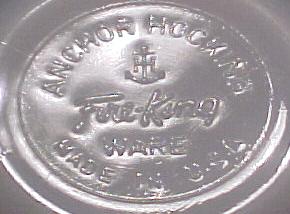 ANCHOR HOCKING
Fire-King
WARE
MADE IN U.S.A.